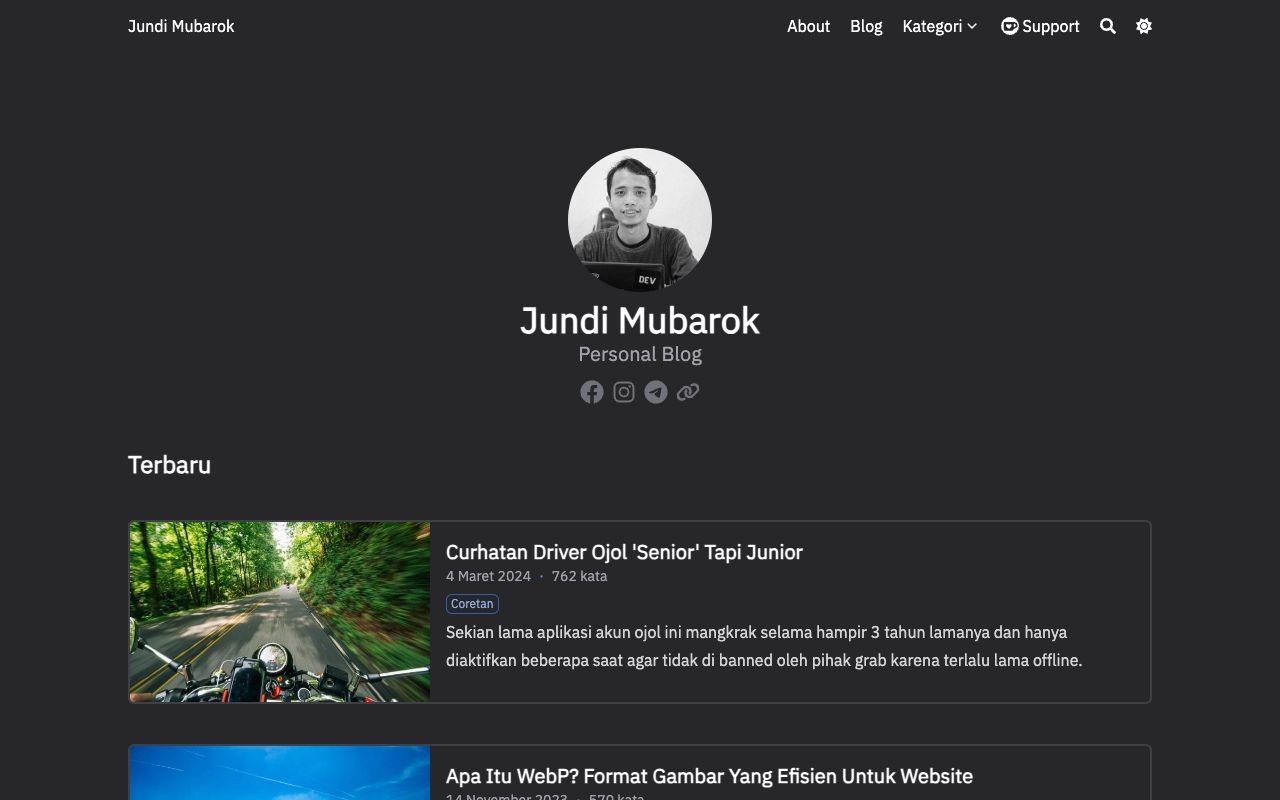 Jundi Mubarok
About
Blog
Kategori
Support
DEV
Jundi Mubarok
Personal Blog
Terbaru
Curhatan Driver Ojol 'Senior' Tapi Junior
4 Maret 2024 · 762 kata
Coretan
Sekian lama aplikasi akun ojol ini mangkrak selama hampir 3 tahun lamanya dan hanya
diaktifkan beberapa saat agar tidak di banned oleh pihak grab karena terlalu lama offline.
Apa Itu WebP? Format Gambar Yang Efisien Untuk Website
14 November 2023 · 570 kata